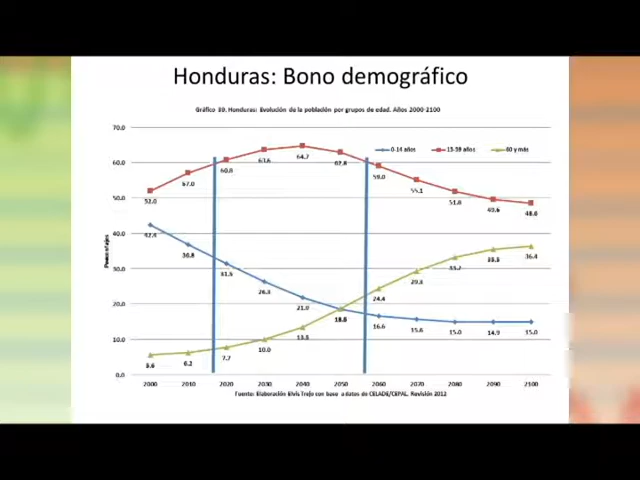 Honduras: Bono demográfico
Gráfico 30. Honduras: Evolución de la población por grupos de edad. Años 2000-2100
70.0
0-14 años 15-59 años 60 y más
60.0
50.0
40.0
30.0
20.0
10.0
0.0
Porcentajes
52.0 57.0 60.8 63.6 64.7 62.8 59.0 55.1 51.8 49.6 48.6
42.4 36.8 31.5 26.3 21.9 18.6 16.6 15.6 15.0 14.9 15.0
5.6 6.2 7.7 10.0 13.5 24.4 29.3 33.2 35.5 36.4
2000 2010 2020 2030 2040 2050 2060 2070 2080 2090 2100
Fuente: Elaboración Elvis Trejo con base a datos de CELADE/CEPAL. Revisión 2012